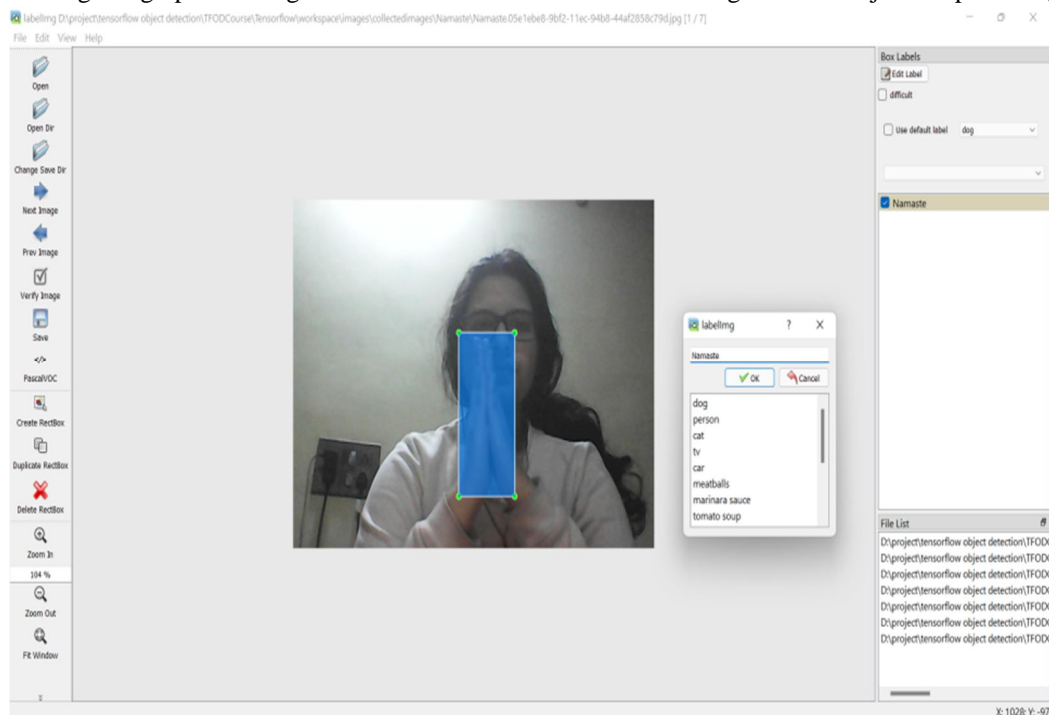 labelImg D:\project\tensorflow object detection\TFODCourse\Tensorflow\workspace\images\collectedimages\Namaste\Namaste.05e1ebe8-9bf2-11ec-94b8-44af2858c79d.jpg [1 / 7]
File Edit View Help
Open
Open Dir
Change Save Dir
Next Image
Prev Image
Verify Image
Save
</>
PascalVOC
Create RectBox
Duplicate RectBox
Delete RectBox
Zoom In
104 %
Zoom Out
Fit Window
labelImg ? X
Namaste
OK Cancel
dog
person
cat
tv
car
meatballs
marinara sauce
tomato soup
Box Labels
Edit Label
difficult
Use default label dog
Namaste
File List
D:\project\tensorflow object detection\TFOD
D:\project\tensorflow object detection\TFOD
D:\project\tensorflow object detection\TFOD
D:\project\tensorflow object detection\TFOD
D:\project\tensorflow object detection\TFOD
D:\project\tensorflow object detection\TFOD
D:\project\tensorflow object detection\TFOD
X: 1028; Y: -97